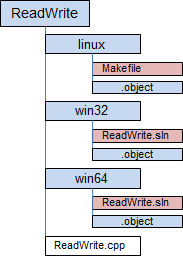 ReadWrite
linux
Makefile
.object
win32
ReadWrite.sln
.object
win64
ReadWrite.sln
.object
ReadWrite.cpp